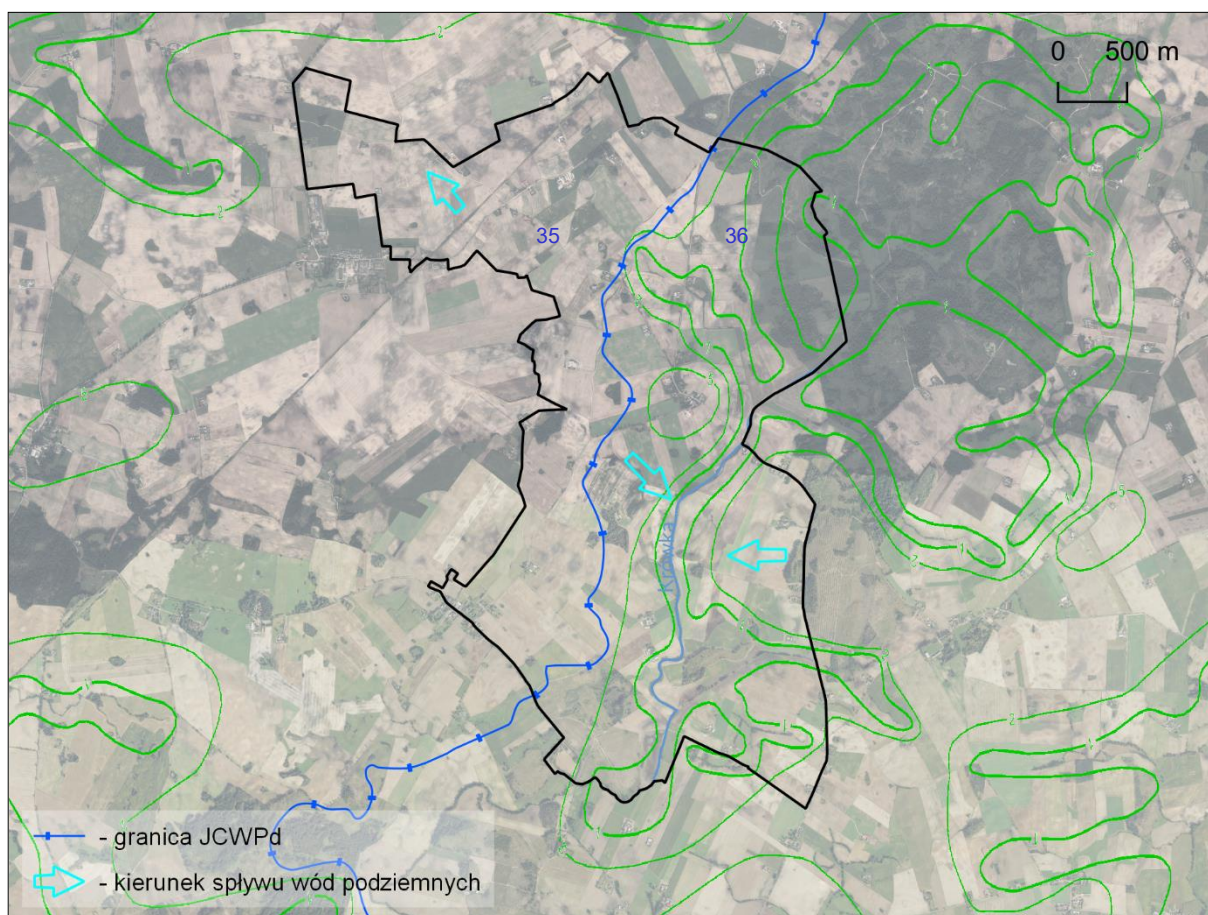 0 500 m
35
36
Krówka
- granica JCWPd
- kierunek spływu wód podziemnych